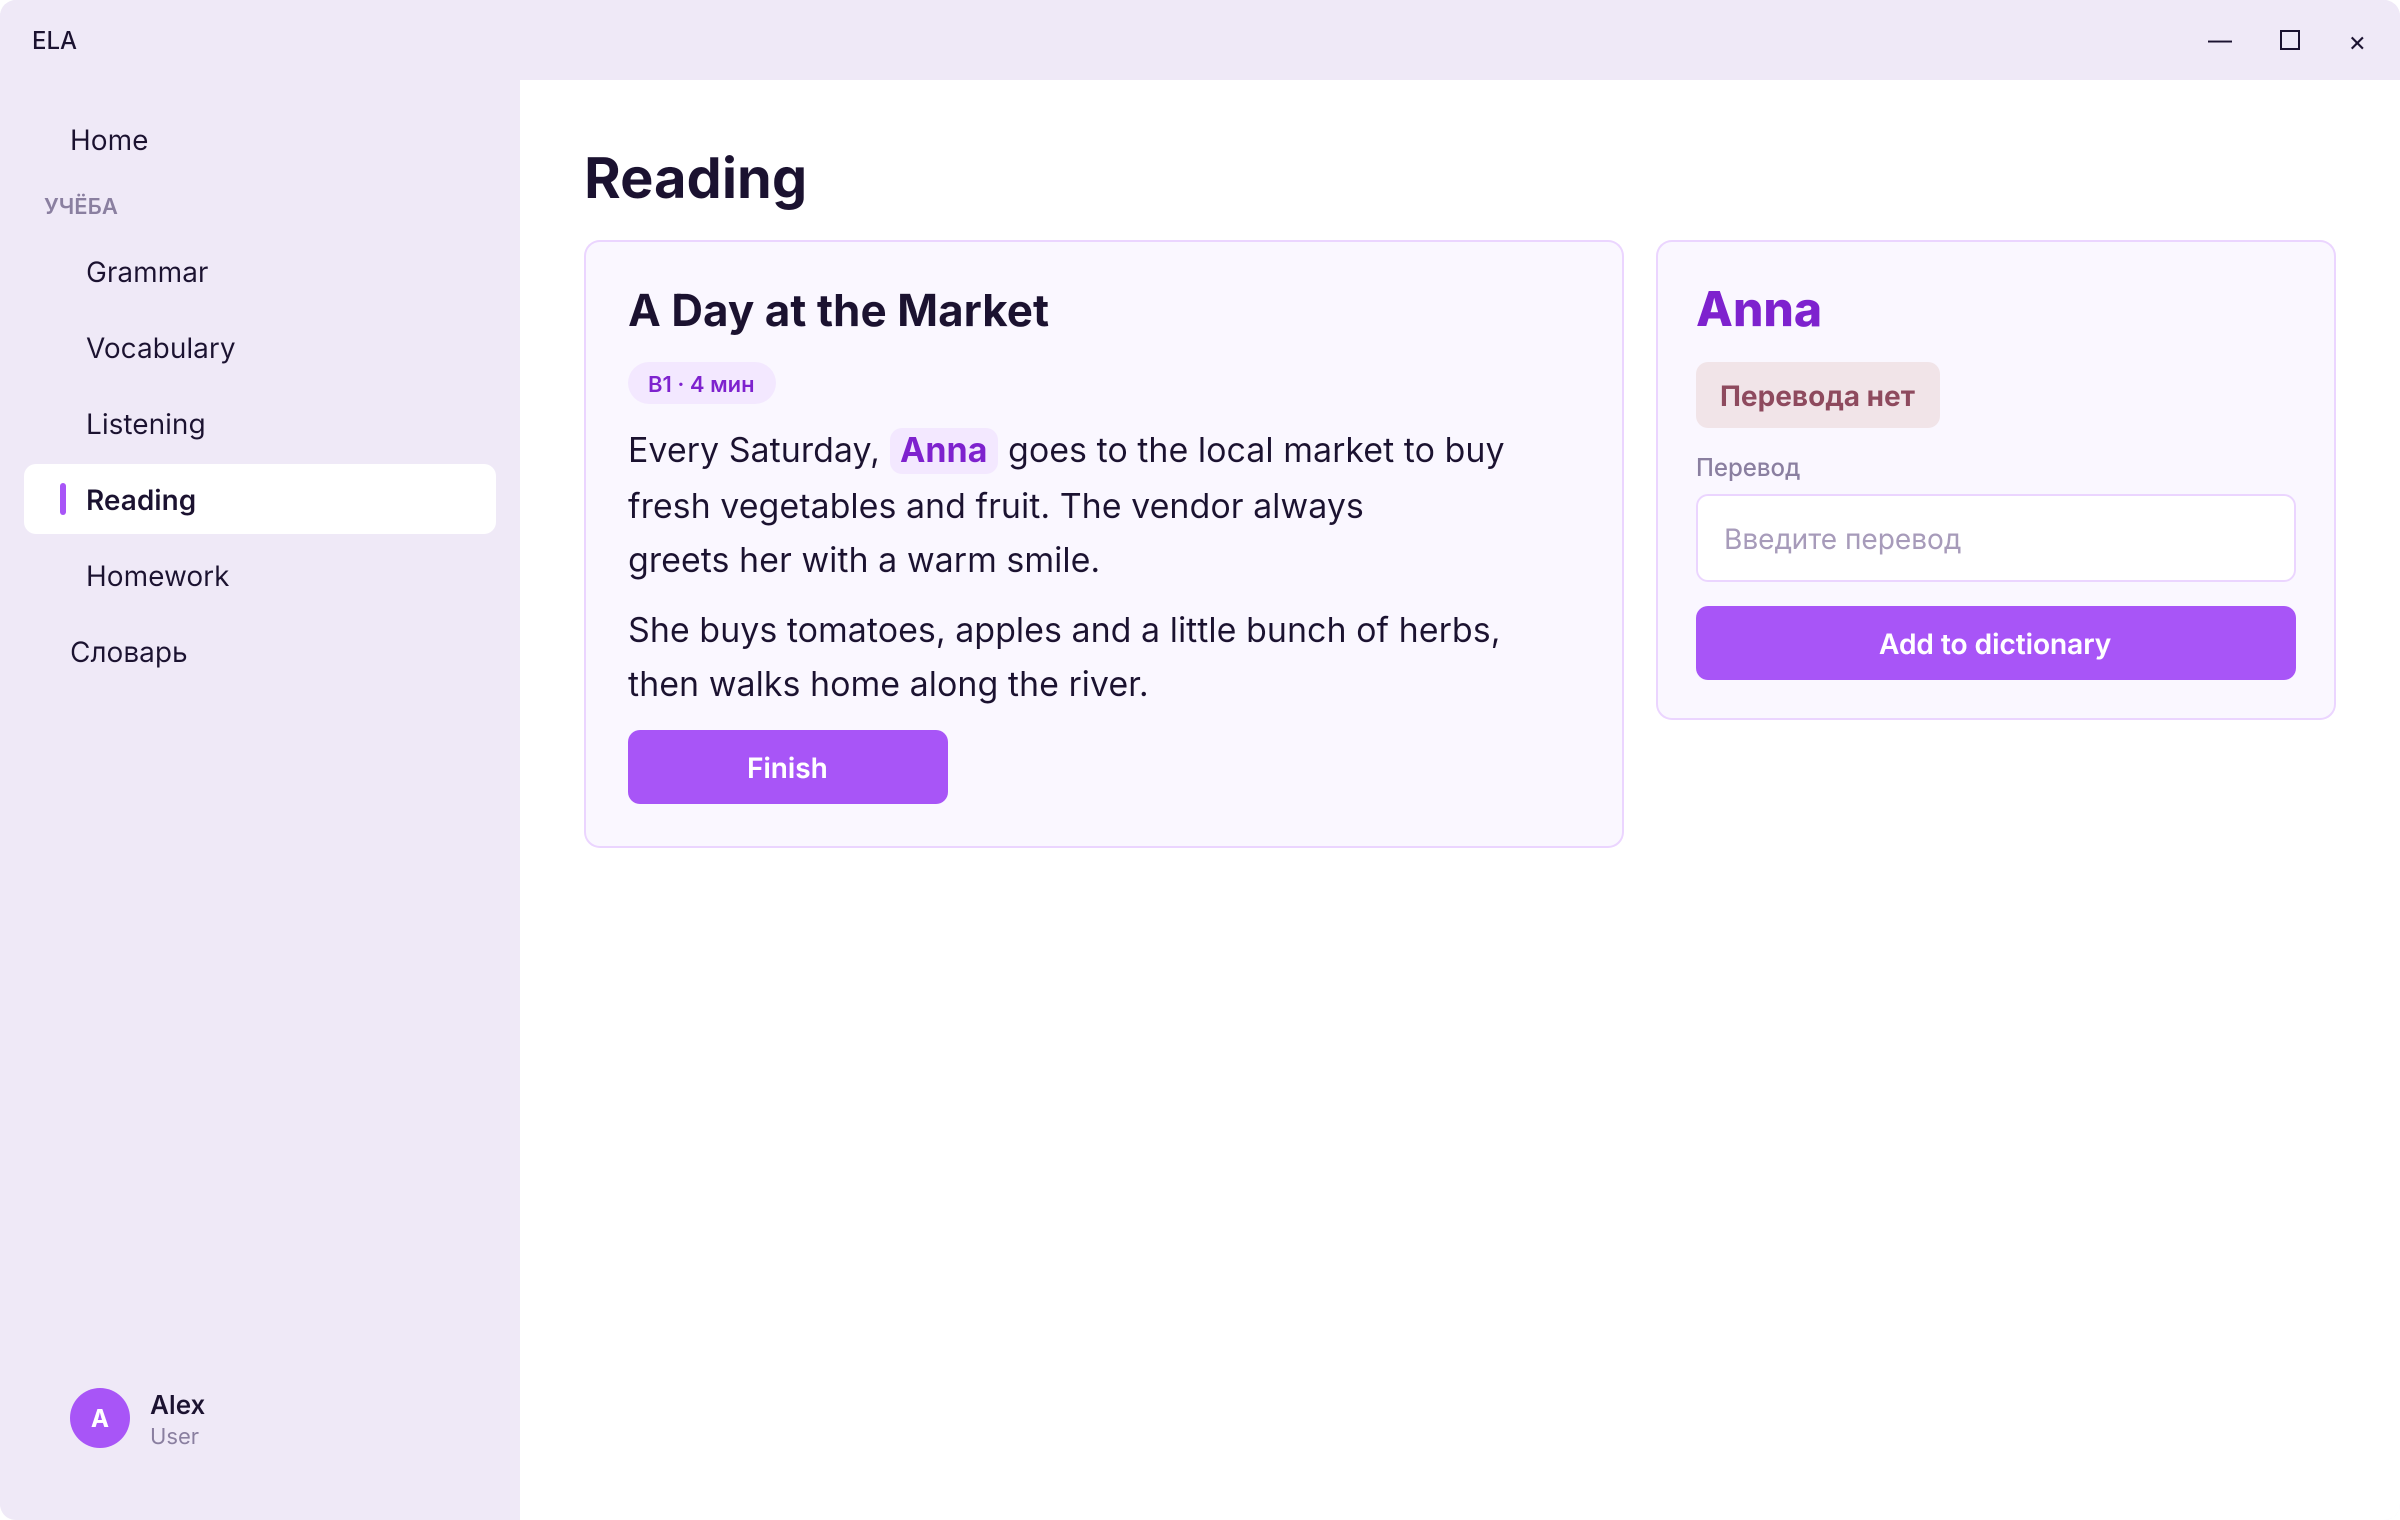 ELA
Home
УЧЁБА
Grammar
Vocabulary
Listening
Reading
Homework
Словарь
A
Alex
User
Reading
A Day at the Market
B1 · 4 мин
Every Saturday, Anna goes to the local market to buy
fresh vegetables and fruit. The vendor always
greets her with a warm smile.
She buys tomatoes, apples and a little bunch of herbs,
then walks home along the river.
Finish
Anna
Перевода нет
Перевод
Введите перевод
Add to dictionary